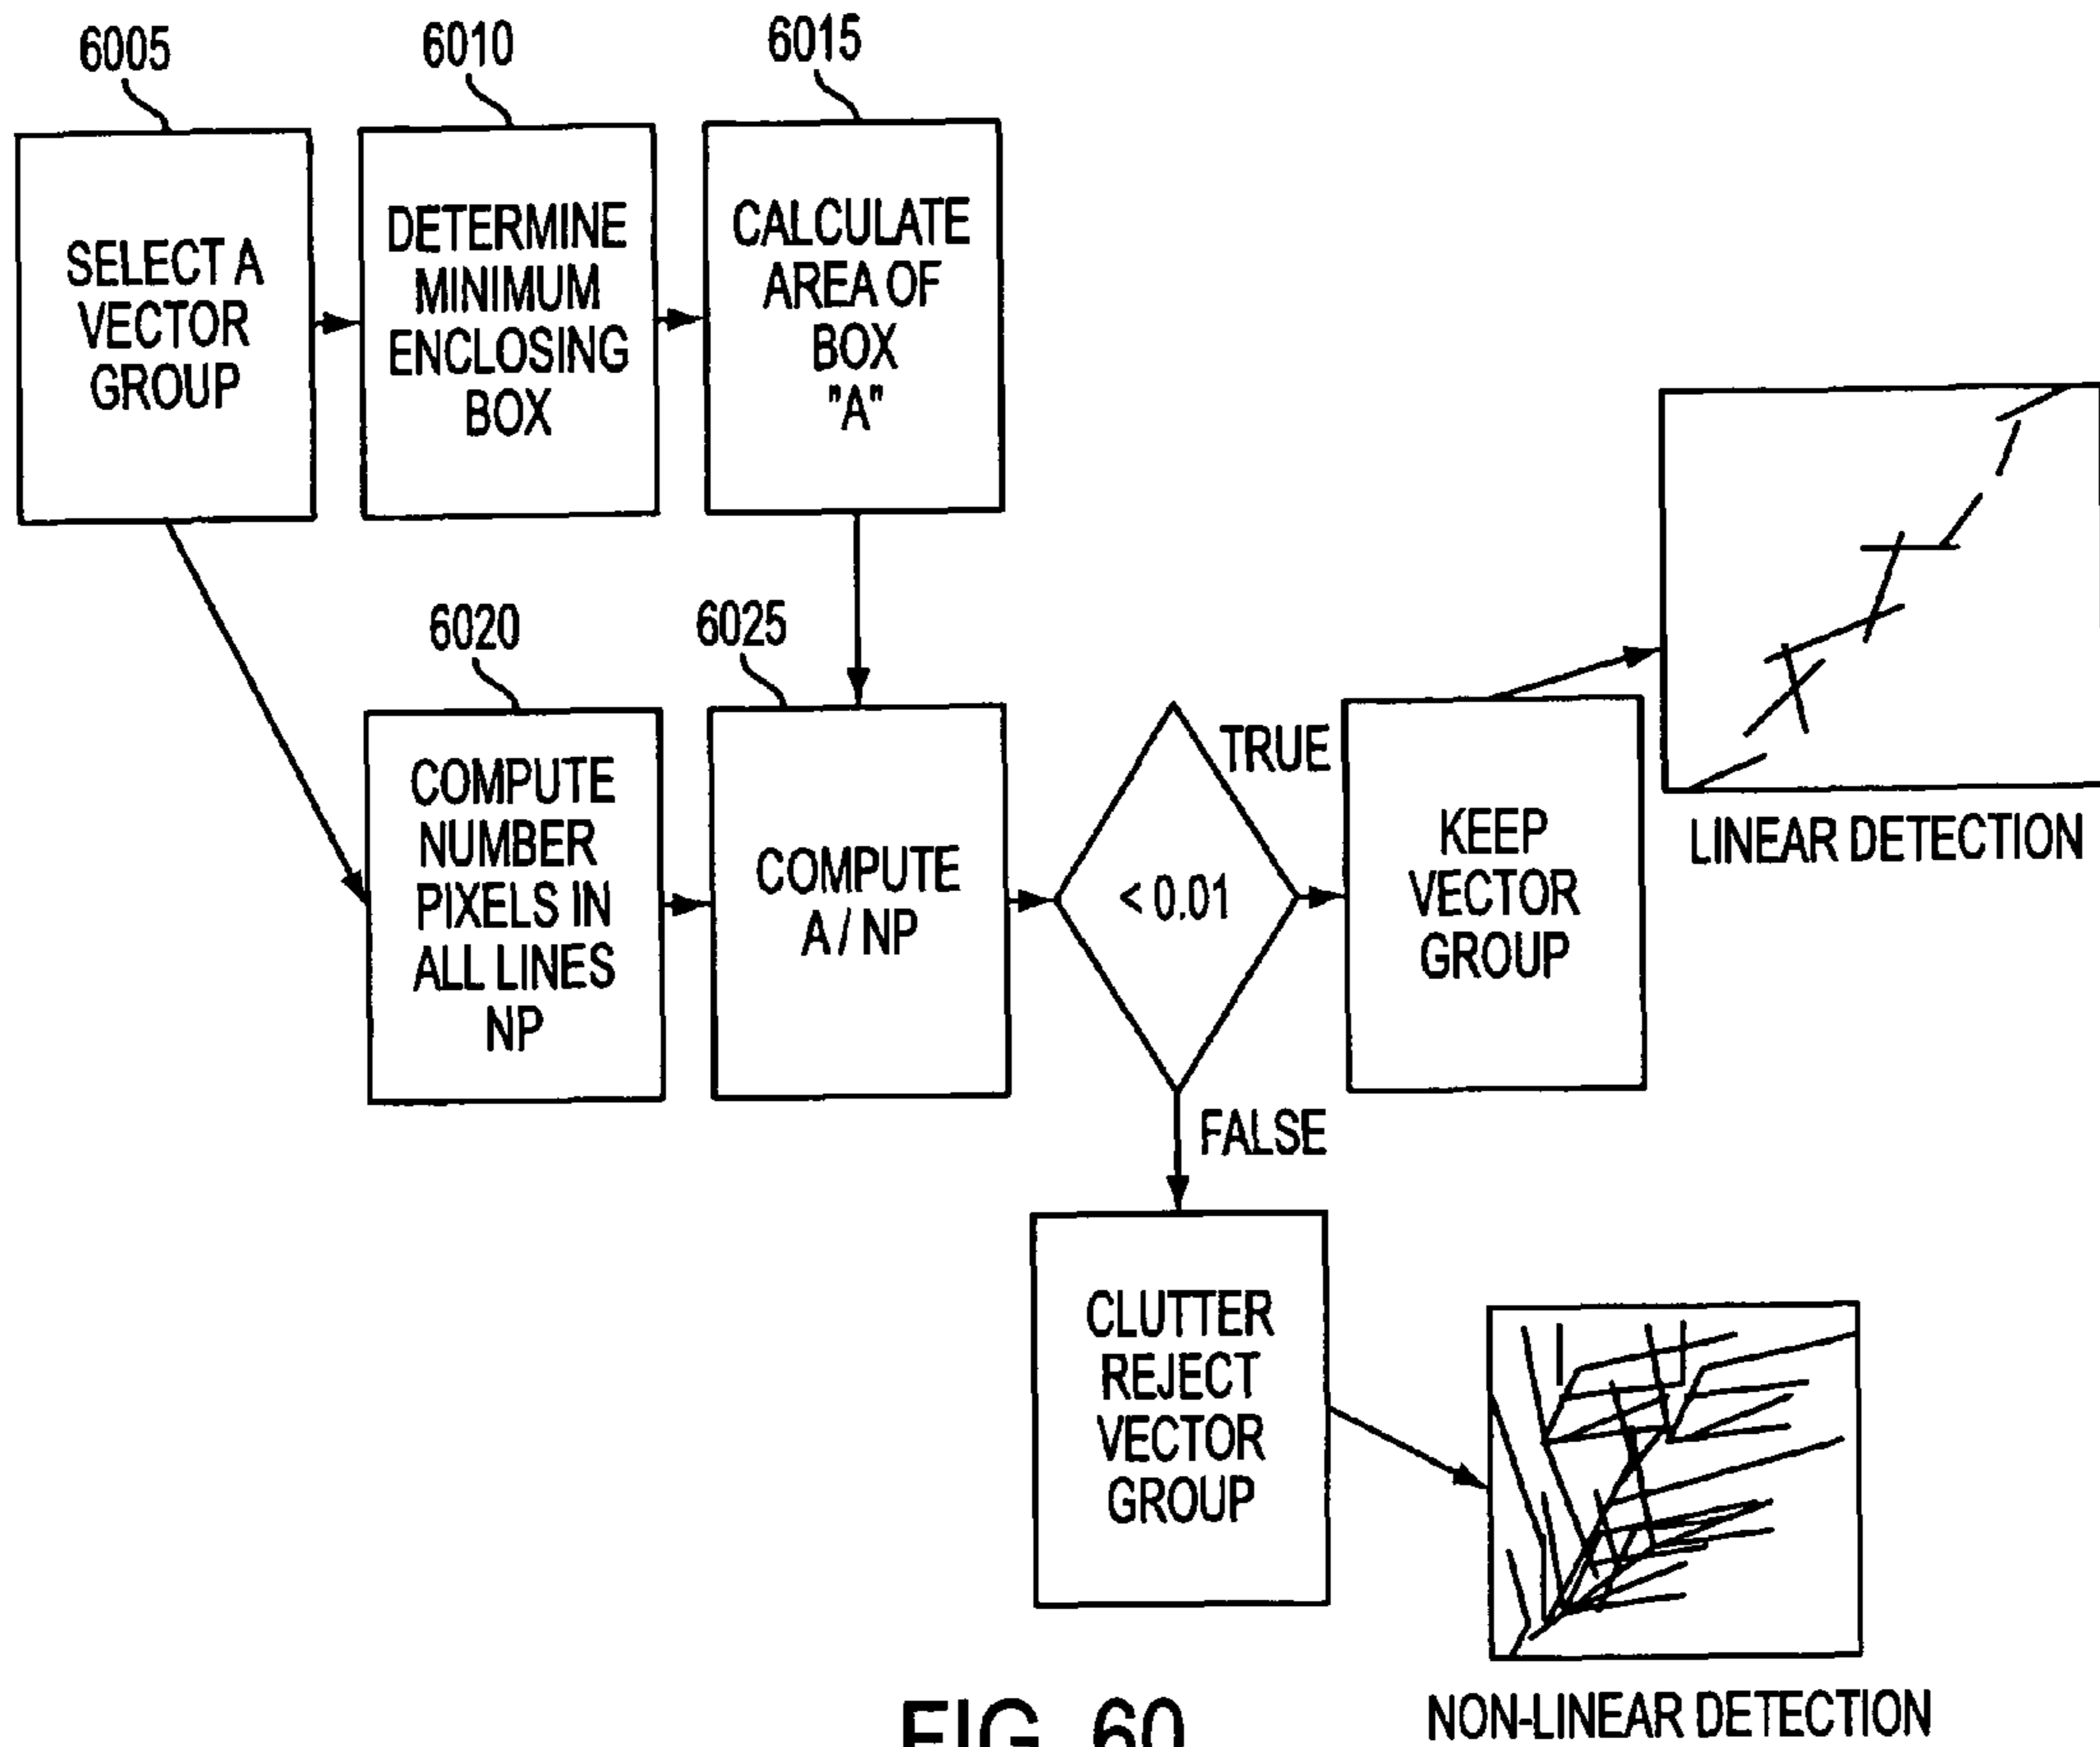 6005
6010
6015
SELECT A
VECTOR
GROUP
DETERMINE
MINIMUM
ENCLOSING
BOX
CALCULATE
AREA OF
BOX
"A"
6020
6025
COMPUTE
NUMBER
PIXELS IN
ALL LINES
NP
COMPUTE
A / NP
< 0.01
TRUE
FALSE
KEEP
VECTOR
GROUP
LINEAR DETECTION
CLUTTER
REJECT
VECTOR
GROUP
NON-LINEAR DETECTION
FIG. 60